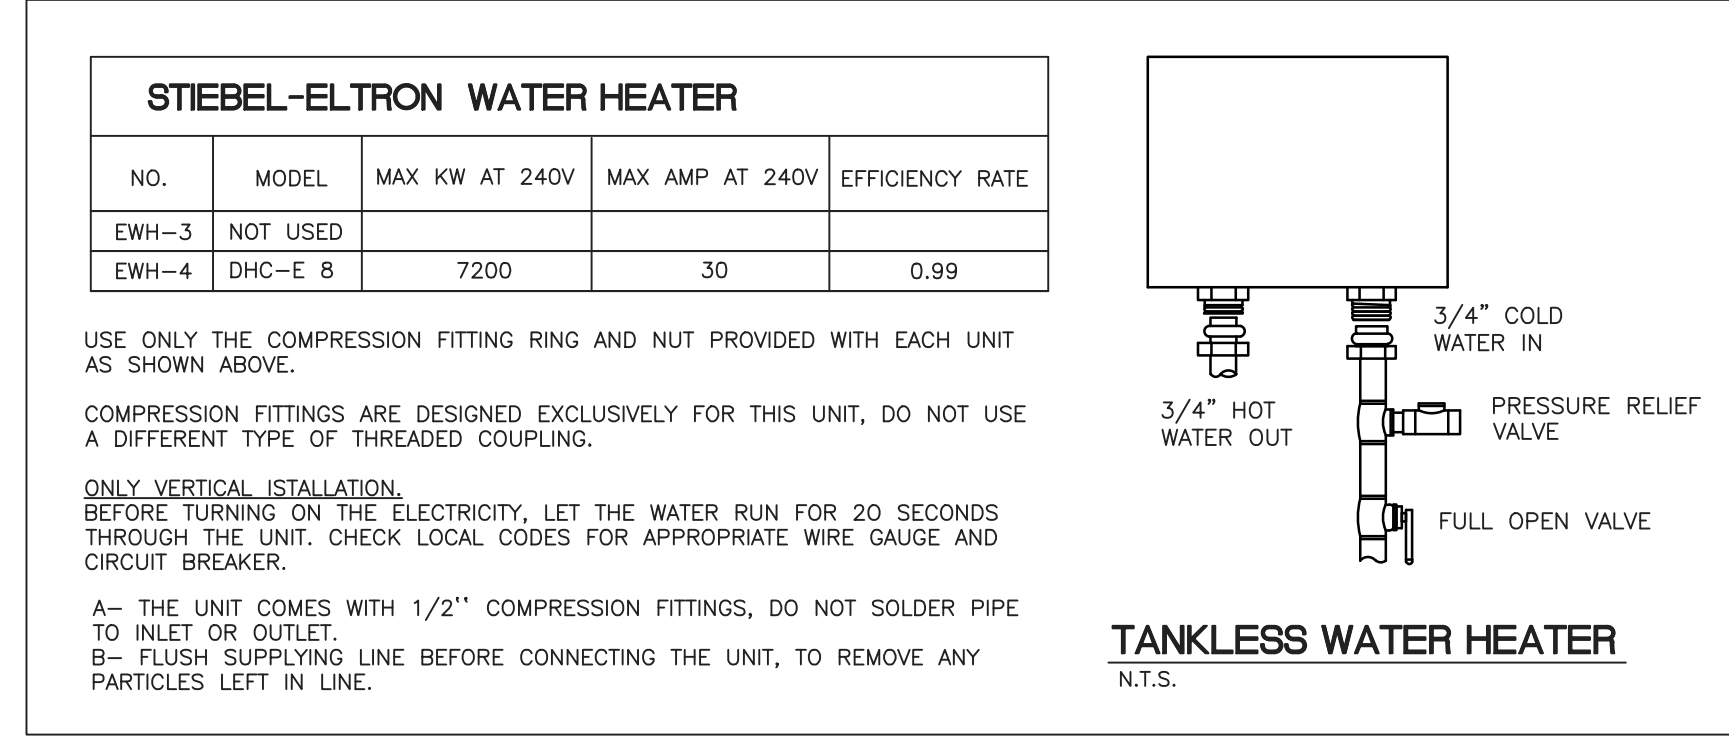 STIEBEL-ELTRON WATER HEATER
NO. MODEL MAX KW AT 240V MAX AMP AT 240V EFFICIENCY RATE
EWH-3 NOT USED
EWH-4 DHC-E 8 7200 30 0.99
USE ONLY THE COMPRESSION FITTING RING AND NUT PROVIDED WITH EACH UNIT
AS SHOWN ABOVE.
COMPRESSION FITTINGS ARE DESIGNED EXCLUSIVELY FOR THIS UNIT, DO NOT USE
A DIFFERENT TYPE OF THREADED COUPLING.
ONLY VERTICAL ISTALLATION.
BEFORE TURNING ON THE ELECTRICITY, LET THE WATER RUN FOR 20 SECONDS
THROUGH THE UNIT. CHECK LOCAL CODES FOR APPROPRIATE WIRE GAUGE AND
CIRCUIT BREAKER.
A- THE UNIT COMES WITH 1/2" COMPRESSION FITTINGS, DO NOT SOLDER PIPE
TO INLET OR OUTLET.
B- FLUSH SUPPLYING LINE BEFORE CONNECTING THE UNIT, TO REMOVE ANY
PARTICLES LEFT IN LINE.
3/4" COLD
WATER IN
3/4" HOT
WATER OUT
PRESSURE RELIEF
VALVE
FULL OPEN VALVE
TANKLESS WATER HEATER
N.T.S.